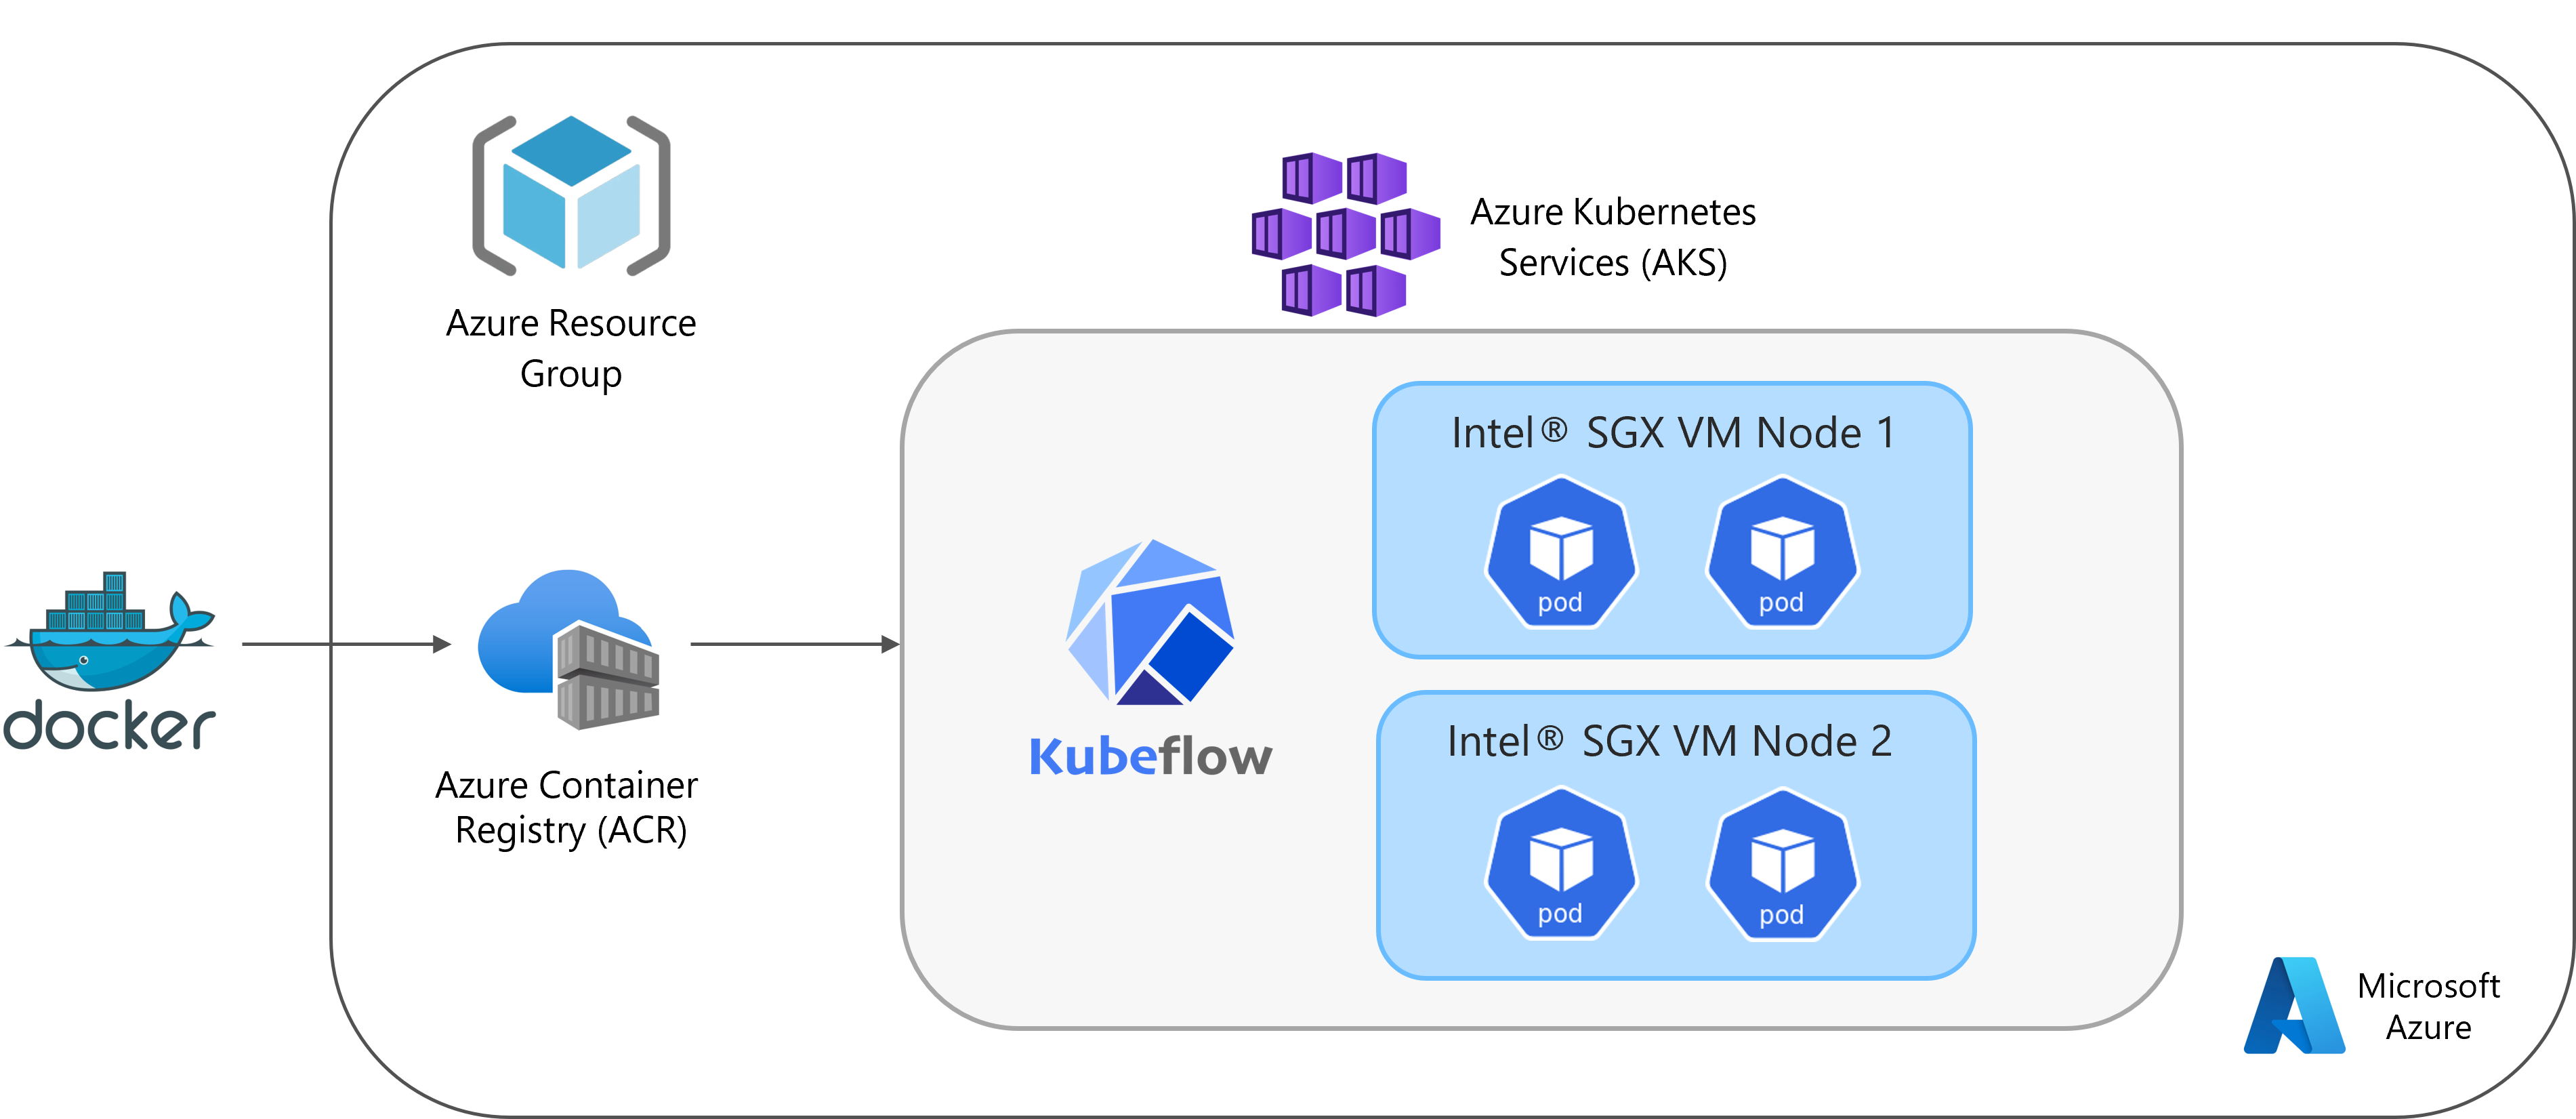 Azure Resource
Group
Azure Kubernetes
Services (AKS)
Intel® SGX VM Node 1
pod
pod
docker
Azure Container
Registry (ACR)
Kubeflow
Intel® SGX VM Node 2
pod
pod
Microsoft
Azure